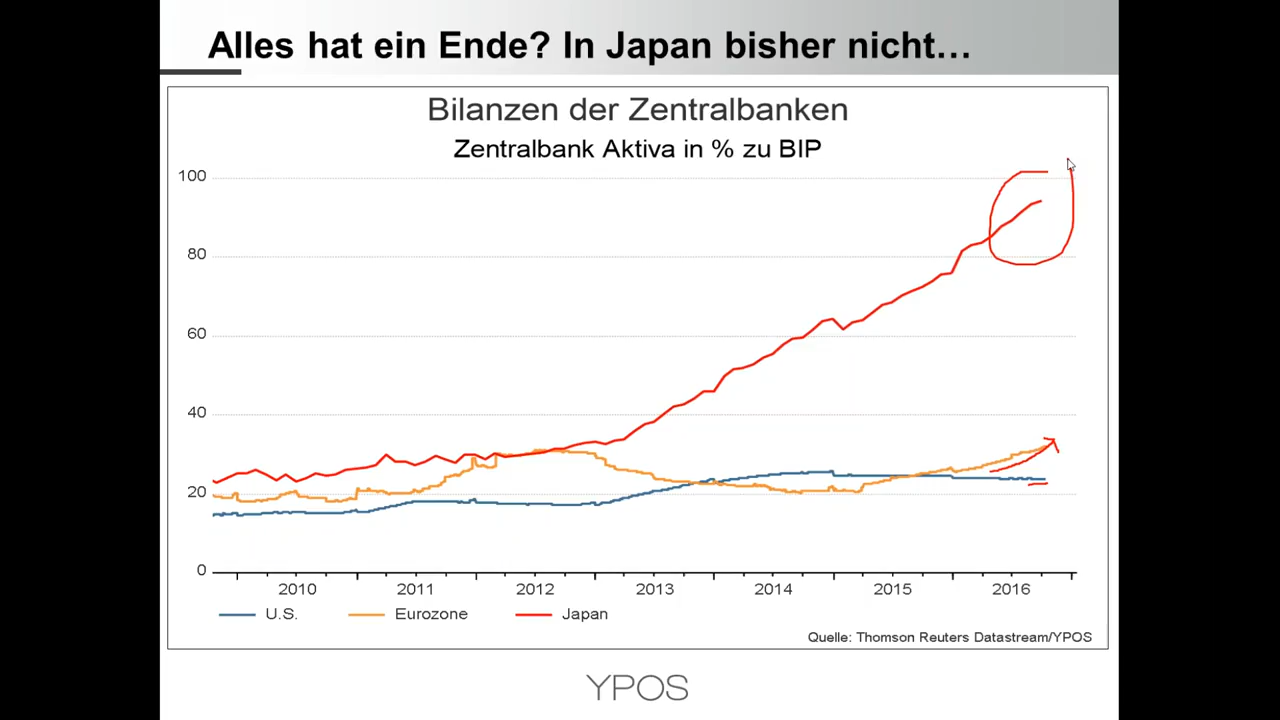 Alles hat ein Ende? In Japan bisher nicht…
Bilanzen der Zentralbanken
Zentralbank Aktiva in % zu BIP
100
80
60
40
20
0
2010 2011 2012 2013 2014 2015 2016
U.S. Eurozone Japan
Quelle: Thomson Reuters Datastream/YPOS
YPOS